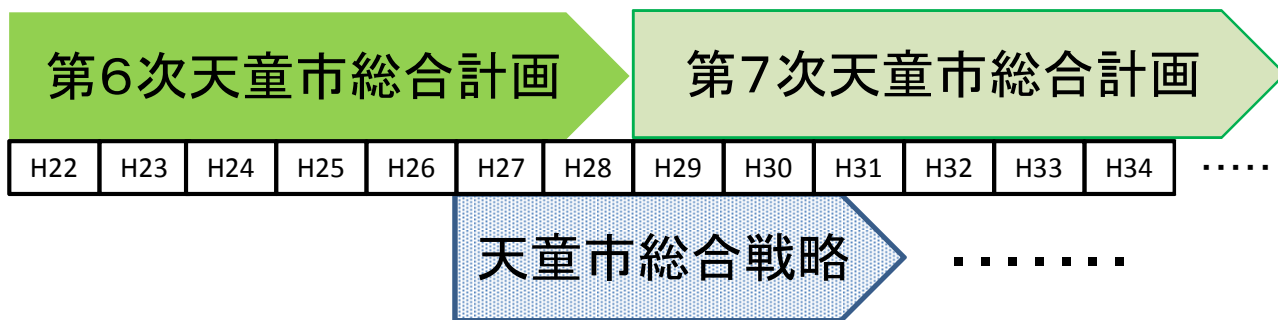 第６次天童市総合計画 第７次天童市総合計画
H22 H23 H24 H25 H26 H27 H28 H29 H30 H31 H32 H33 H34 ‥‥‥
天童市総合戦略 ･･･････